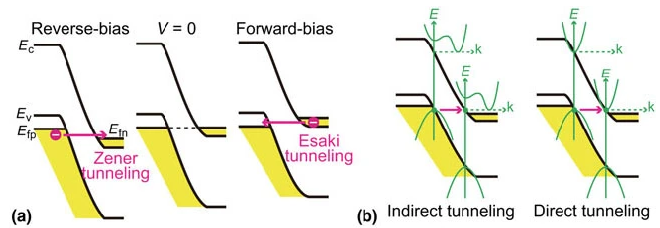 (a)
Reverse-bias
V = 0
Forward-bias
Ec
Ev
Efp
Efn
Zener
tunneling
Esaki
tunneling
(b)
E
k
E
k
E
k
E
k
Indirect tunneling
Direct tunneling